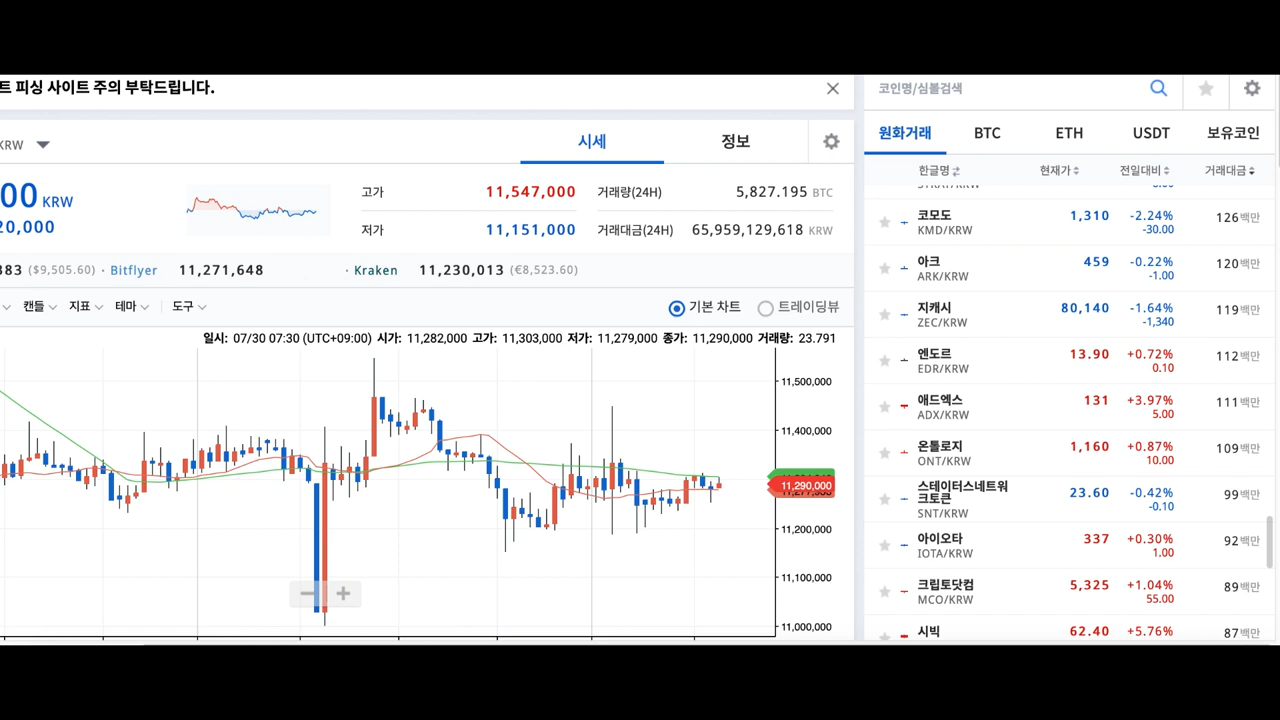 트 피싱 사이트 주의 부탁드립니다.
KRW
시세
정보
00 KRW
20,000
고가 11,547,000 거래량(24H) 5,827.195 BTC
저가 11,151,000 거래대금(24H) 65,959,129,618 KRW
383 ($9,505.60) · Bitflyer 11,271,648 · Kraken 11,230,013 (€8,523.60)
캔들 지표 테마 도구 기본 차트 트레이딩뷰
일시: 07/30 07:30 (UTC+09:00) 시가: 11,282,000 고가: 11,303,000 저가: 11,279,000 종가: 11,290,000 거래량: 23.791
11,500,000
11,400,000
11,290,000
11,200,000
11,100,000
11,000,000
코인명/심볼검색
원화거래 BTC ETH USDT 보유코인
한글명 현재가 전일대비 거래대금
코모도 1,310 -2.24% 126백만
KMD/KRW -30.00
아크 459 -0.22% 120백만
ARK/KRW -1.00
지캐시 80,140 -1.64% 119백만
ZEC/KRW -1,340
엔도르 13.90 +0.72% 112백만
EDR/KRW 0.10
애드엑스 131 +3.97% 111백만
ADX/KRW 5.00
온톨로지 1,160 +0.87% 109백만
ONT/KRW 10.00
스테이터스네트워
크토큰 23.60 -0.42% 99백만
SNT/KRW -0.10
아이오타 337 +0.30% 92백만
IOTA/KRW 1.00
크립토닷컴 5,325 +1.04% 89백만
MCO/KRW 55.00
시빅 62.40 +5.76% 87백만